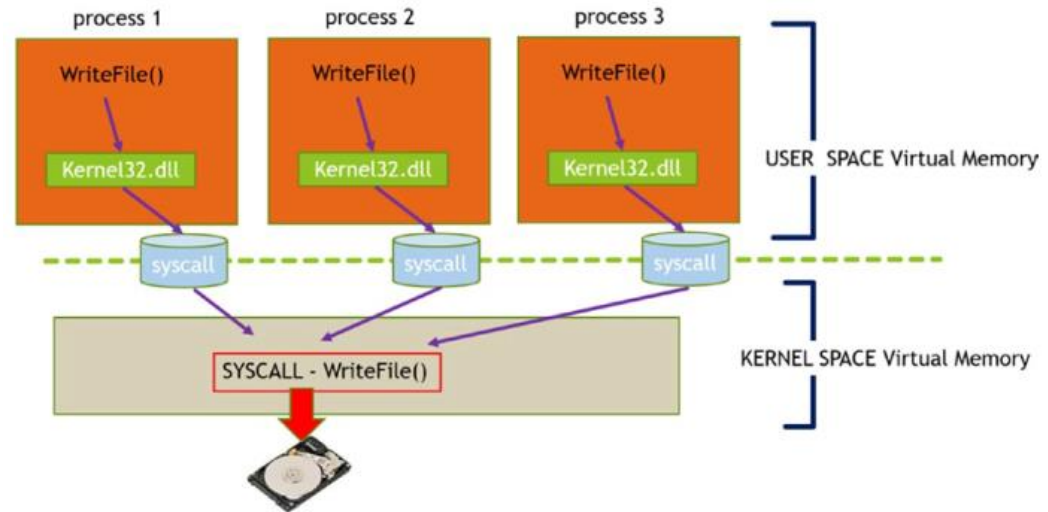 process 1
process 2
process 3
WriteFile()
WriteFile()
WriteFile()
Kernel32.dll
Kernel32.dll
Kernel32.dll
USER SPACE Virtual Memory
syscall
syscall
syscall
KERNEL SPACE Virtual Memory
SYSCALL - WriteFile()